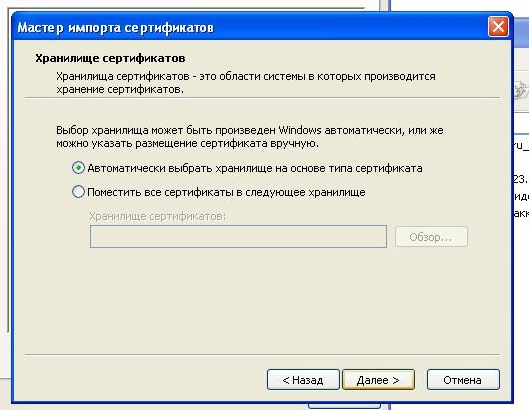 Мастер импорта сертификатов
Хранилище сертификатов
Хранилища сертификатов - это области системы в которых производится
хранение сертификатов.
Выбор хранилища может быть произведен Windows автоматически, или же
можно указать размещение сертификата вручную.
Автоматически выбрать хранилище на основе типа сертификата
Поместить все сертификаты в следующее хранилище
Хранилище сертификатов:
Обзор...
< Назад
Далее >
Отмена
ru_
23.